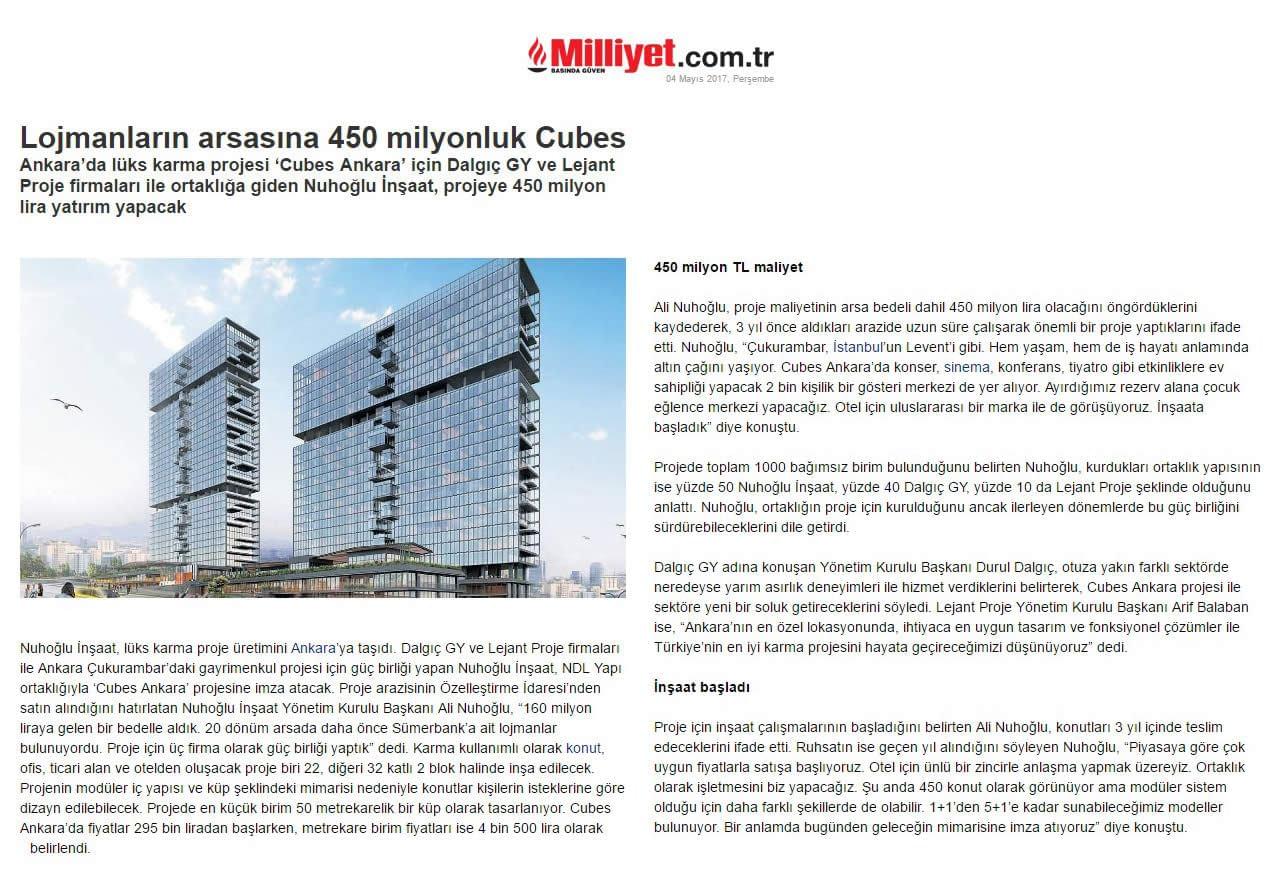 Milliyet.com.tr
BASINDA GÜVEN
04 Mayıs 2017, Perşembe
Lojmanların arsasına 450 milyonluk Cubes
Ankara’da lüks karma projesi ‘Cubes Ankara’ için Dalgıç GY ve Lejant
Proje firmaları ile ortaklığa giden Nuhoğlu İnşaat, projeye 450 milyon
lira yatırım yapacak
Nuhoğlu İnşaat, lüks karma proje üretimini Ankara’ya taşıdı. Dalgıç GY ve Lejant Proje firmaları
ile Ankara Çukurambar’daki gayrimenkul projesi için güç birliği yapan Nuhoğlu İnşaat, NDL Yapı
ortaklığıyla ‘Cubes Ankara’ projesine imza atacak. Proje arazisinin Özelleştirme İdaresi’nden
satın alındığını hatırlatan Nuhoğlu İnşaat Yönetim Kurulu Başkanı Ali Nuhoğlu, “160 milyon
liraya gelen bir bedelle aldık. 20 dönüm arsada daha önce Sümerbank’a ait lojmanlar
bulunuyordu. Proje için üç firma olarak güç birliği yaptık” dedi. Karma kullanımlı olarak konut,
ofis, ticari alan ve otelden oluşacak proje biri 22, diğeri 32 katlı 2 blok halinde inşa edilecek.
Projenin modüler iç yapısı ve küp şeklindeki mimarisi nedeniyle konutlar kişilerin isteklerine göre
dizayn edilebilecek. Projede en küçük birim 50 metrekarelik bir küp olarak tasarlanıyor. Cubes
Ankara’da fiyatlar 295 bin liradan başlarken, metrekare birim fiyatları ise 4 bin 500 lira olarak
belirlendi.
450 milyon TL maliyet
Ali Nuhoğlu, proje maliyetinin arsa bedeli dahil 450 milyon lira olacağını öngördüklerini
kaydederek, 3 yıl önce aldıkları arazide uzun süre çalışarak önemli bir proje yaptıklarını ifade
etti. Nuhoğlu, “Çukurambar, İstanbul’un Levent’i gibi. Hem yaşam, hem de iş hayatı anlamında
altın çağını yaşıyor. Cubes Ankara’da konser, sinema, konferans, tiyatro gibi etkinliklere ev
sahipliği yapacak 2 bin kişilik bir gösteri merkezi de yer alıyor. Ayırdığımız rezerv alana çocuk
eğlence merkezi yapacağız. Otel için uluslararası bir marka ile de görüşüyoruz. İnşaata
başladık” diye konuştu.
Projede toplam 1000 bağımsız birim bulunduğunu belirten Nuhoğlu, kurdukları ortaklık yapısının
ise yüzde 50 Nuhoğlu İnşaat, yüzde 40 Dalgıç GY, yüzde 10 da Lejant Proje şeklinde olduğunu
anlattı. Nuhoğlu, ortaklığın proje için kurulduğunu ancak ilerleyen dönemlerde bu güç birliğini
sürdürebileceklerini dile getirdi.
Dalgıç GY adına konuşan Yönetim Kurulu Başkanı Durul Dalgıç, otuza yakın farklı sektörde
neredeyse yarım asırlık deneyimleri ile hizmet verdiklerini belirterek, Cubes Ankara projesi ile
sektöre yeni bir soluk getireceklerini söyledi. Lejant Proje Yönetim Kurulu Başkanı Arif Balaban
ise, “Ankara’nın en özel lokasyonunda, ihtiyaca en uygun tasarım ve fonksiyonel çözümler ile
Türkiye’nin en iyi karma projesini hayata geçireceğimizi düşünüyoruz” dedi.
İnşaat başladı
Proje için inşaat çalışmalarının başladığını belirten Ali Nuhoğlu, konutları 3 yıl içinde teslim
edeceklerini ifade etti. Ruhsatın ise geçen yıl alındığını söyleyen Nuhoğlu, “Piyasaya göre çok
uygun fiyatlarla satışa başlıyoruz. Otel için ünlü bir zincirle anlaşma yapmak üzereyiz. Ortaklık
olarak işletmesini biz yapacağız. Şu anda 450 konut olarak görünüyor ama modüler sistem
olduğu için daha farklı şekillerde de olabilir. 1+1’den 5+1’e kadar sunabileceğimiz modeller
bulunuyor. Bir anlamda bugünden geleceğin mimarisine imza atıyoruz” diye konuştu.